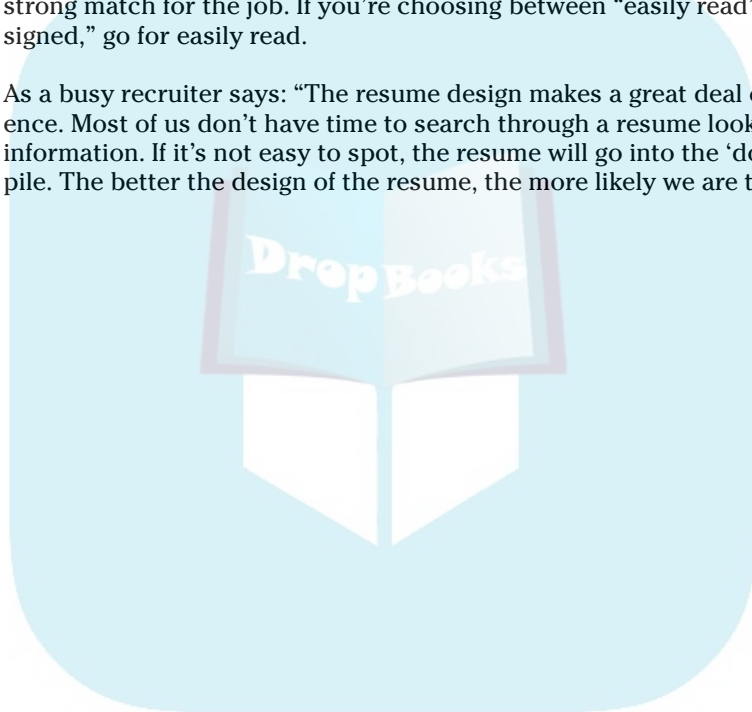 strong match for the job. If you’re choosing between “easily read”
signed,” go for easily read.
As a busy recruiter says: “The resume design makes a great deal
ence. Most of us don’t have time to search through a resume look
information. If it’s not easy to spot, the resume will go into the ‘do
pile. The better the design of the resume, the more likely we are t
DropBooks